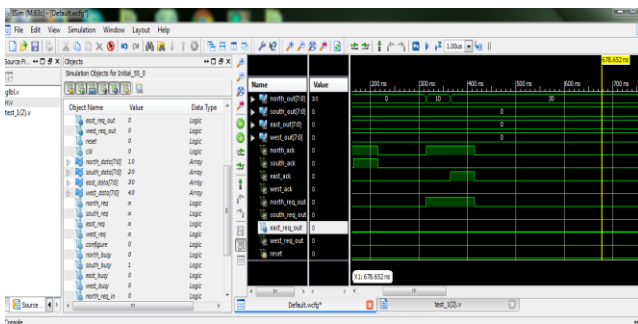 ISim (M.63c) - [Default.wcfg*]
File Edit View Simulation Window Layout Help
1.00us
Source Fi...
Objects
Simulation Objects for Initial_55_0
glbl.v
test_1(2).v
Object Name Value Data Type
east_req_out 0 Logic
west_req_out 0 Logic
reset 0 Logic
clk 0 Logic
north_data[7:0] 10 Array
south_data[7:0] 20 Array
east_data[7:0] 30 Array
west_data[7:0] 40 Array
north_req x Logic
south_req x Logic
east_req x Logic
west_req x Logic
configure 0 Logic
north_busy 0 Logic
south_busy 1 Logic
east_busy 0 Logic
west_busy 0 Logic
north_req_in 0 Logic
Source ...
Console
Name Value
north_out[7:0] 30
south_out[7:0] 0
east_out[7:0] 0
west_out[7:0] 0
north_ack 0
south_ack 0
east_ack 0
west_ack 0
north_req_out 0
south_req_out 0
east_req_out 0
west_req_out 0
reset 0
678.652 ns
200 ns 300 ns 400 ns 500 ns 600 ns 700 ns
0 10 30
0
0
0
X1: 678.652 ns
Default.wcfg* test_1(2).v